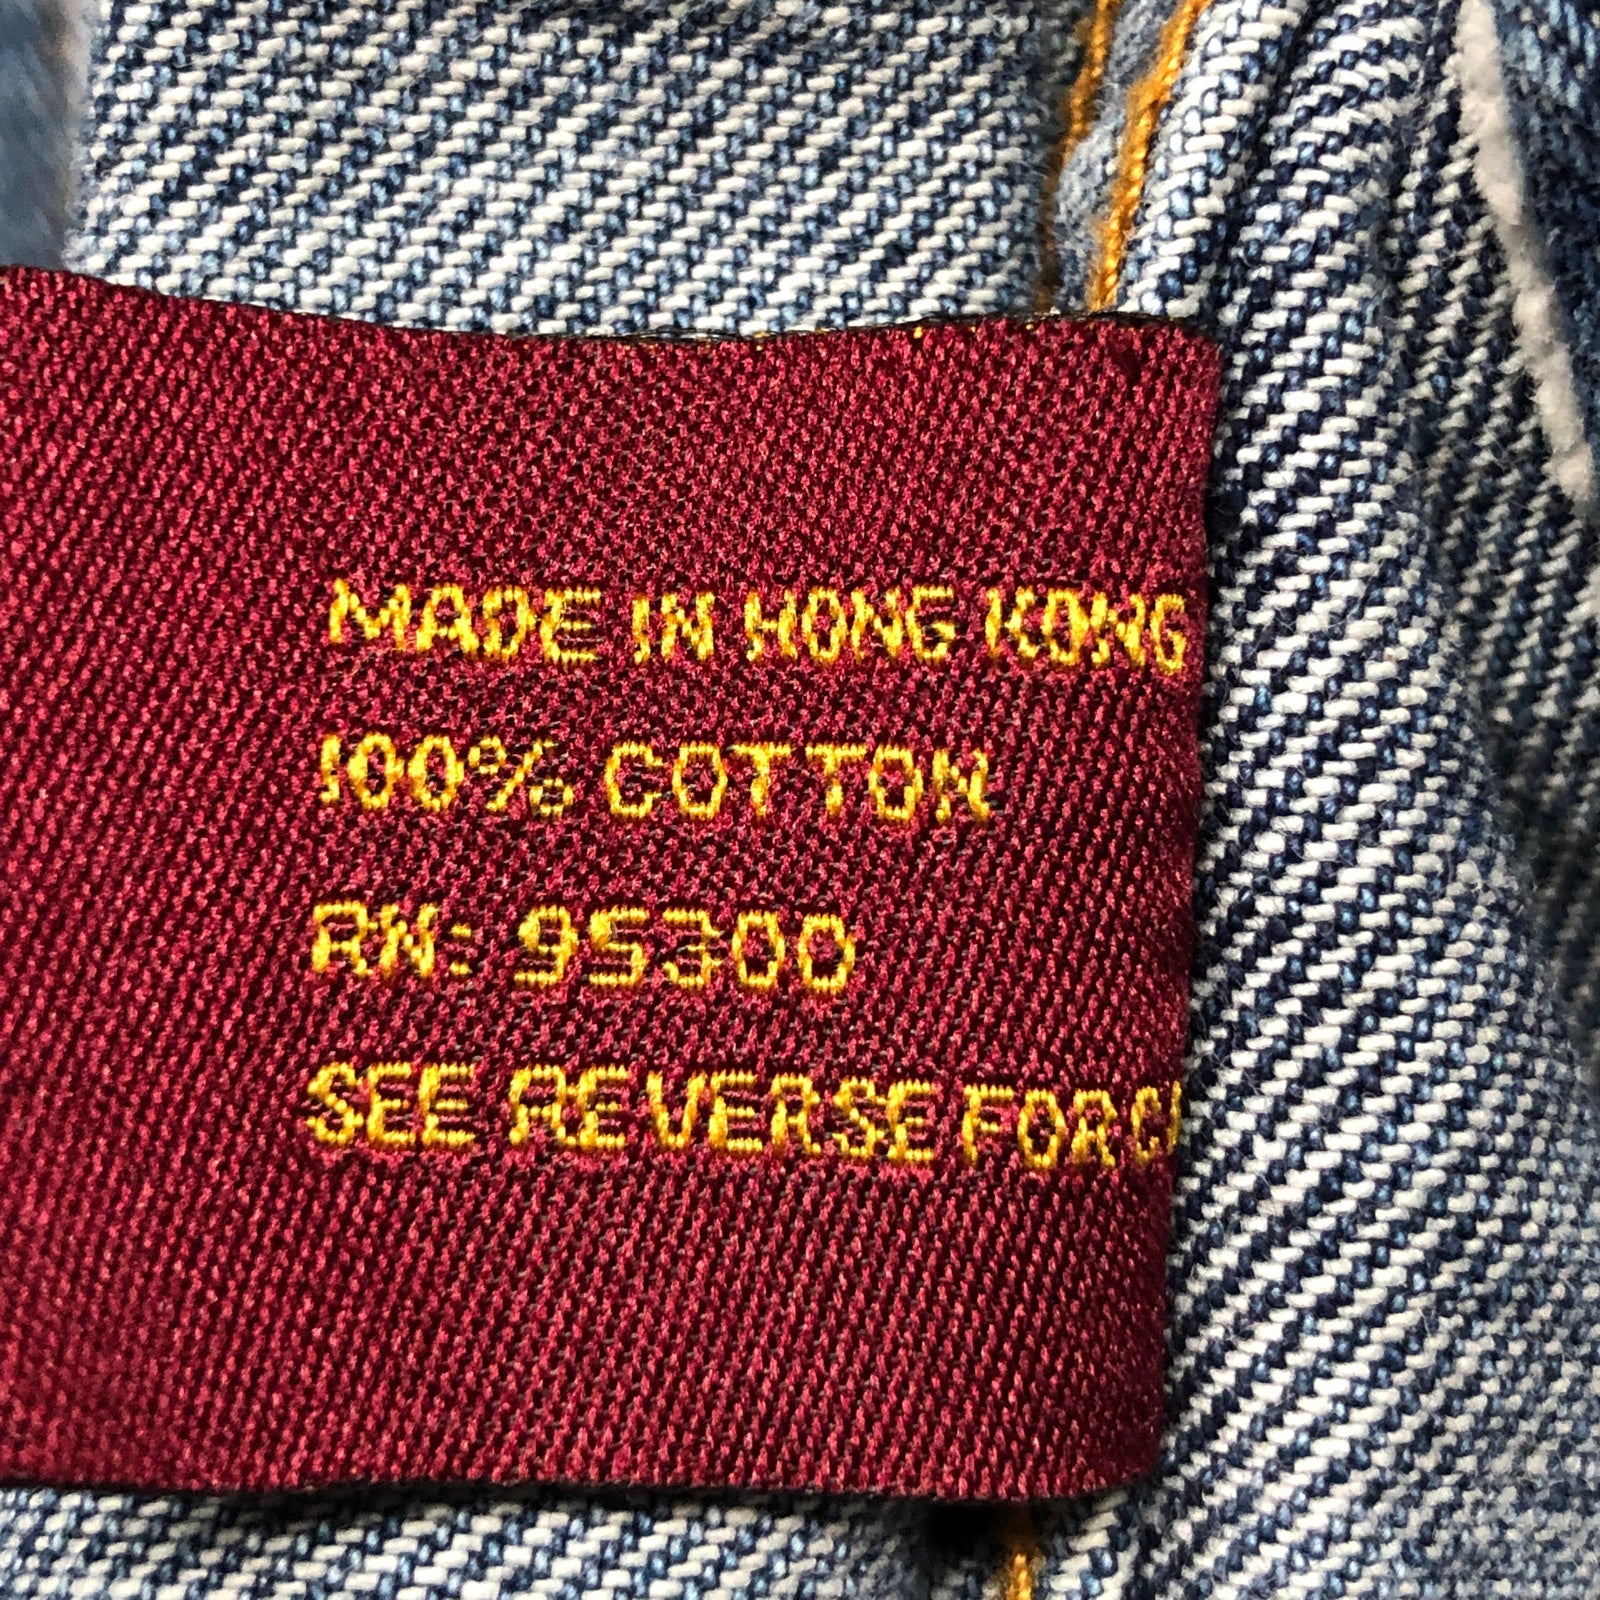 MADE IN HONG KONG
100% COTTON
RN: 95300
SEE REVERSE FOR